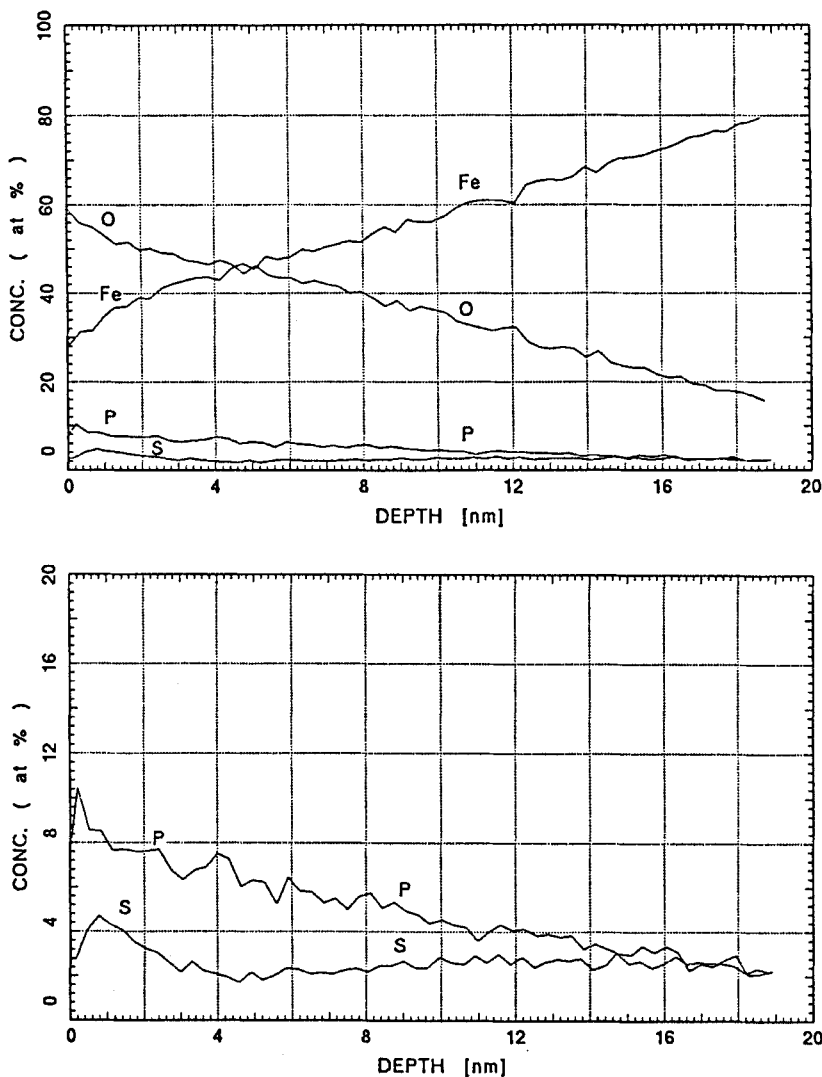 100
80
60
40
20
0
CONC. ( at % )
Fe
O
Fe
O
P
S
P
0 4 8 12 16 20
DEPTH [nm]
20
16
12
8
4
0
CONC. ( at % )
P
S
P
S
0 4 8 12 16 20
DEPTH [nm]